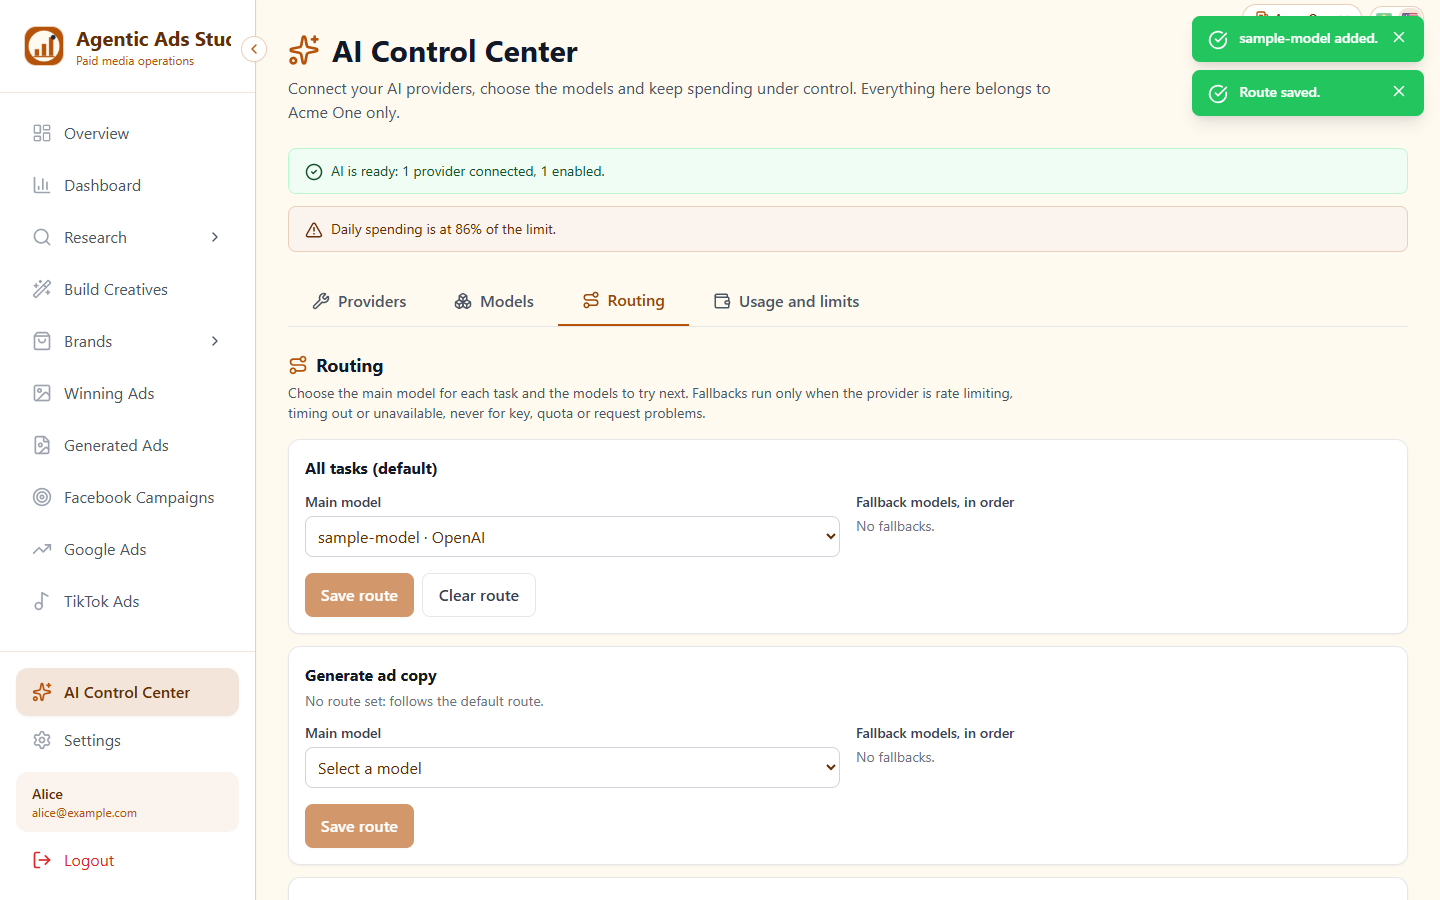 Agentic Ads Stud
Paid media operations
Overview
Dashboard
Research
Build Creatives
Brands
Winning Ads
Generated Ads
Facebook Campaigns
Google Ads
TikTok Ads
AI Control Center
Settings
Alice
alice@example.com
Logout
AI Control Center
Connect your AI providers, choose the models and keep spending under control. Everything here belongs to
Acme One only.
sample-model added.
Route saved.
AI is ready: 1 provider connected, 1 enabled.
Daily spending is at 86% of the limit.
Providers
Models
Routing
Usage and limits
Routing
Choose the main model for each task and the models to try next. Fallbacks run only when the provider is rate limiting,
timing out or unavailable, never for key, quota or request problems.
All tasks (default)
Main model
sample-model · OpenAI
Fallback models, in order
No fallbacks.
Save route
Clear route
Generate ad copy
No route set: follows the default route.
Main model
Select a model
Fallback models, in order
No fallbacks.
Save route